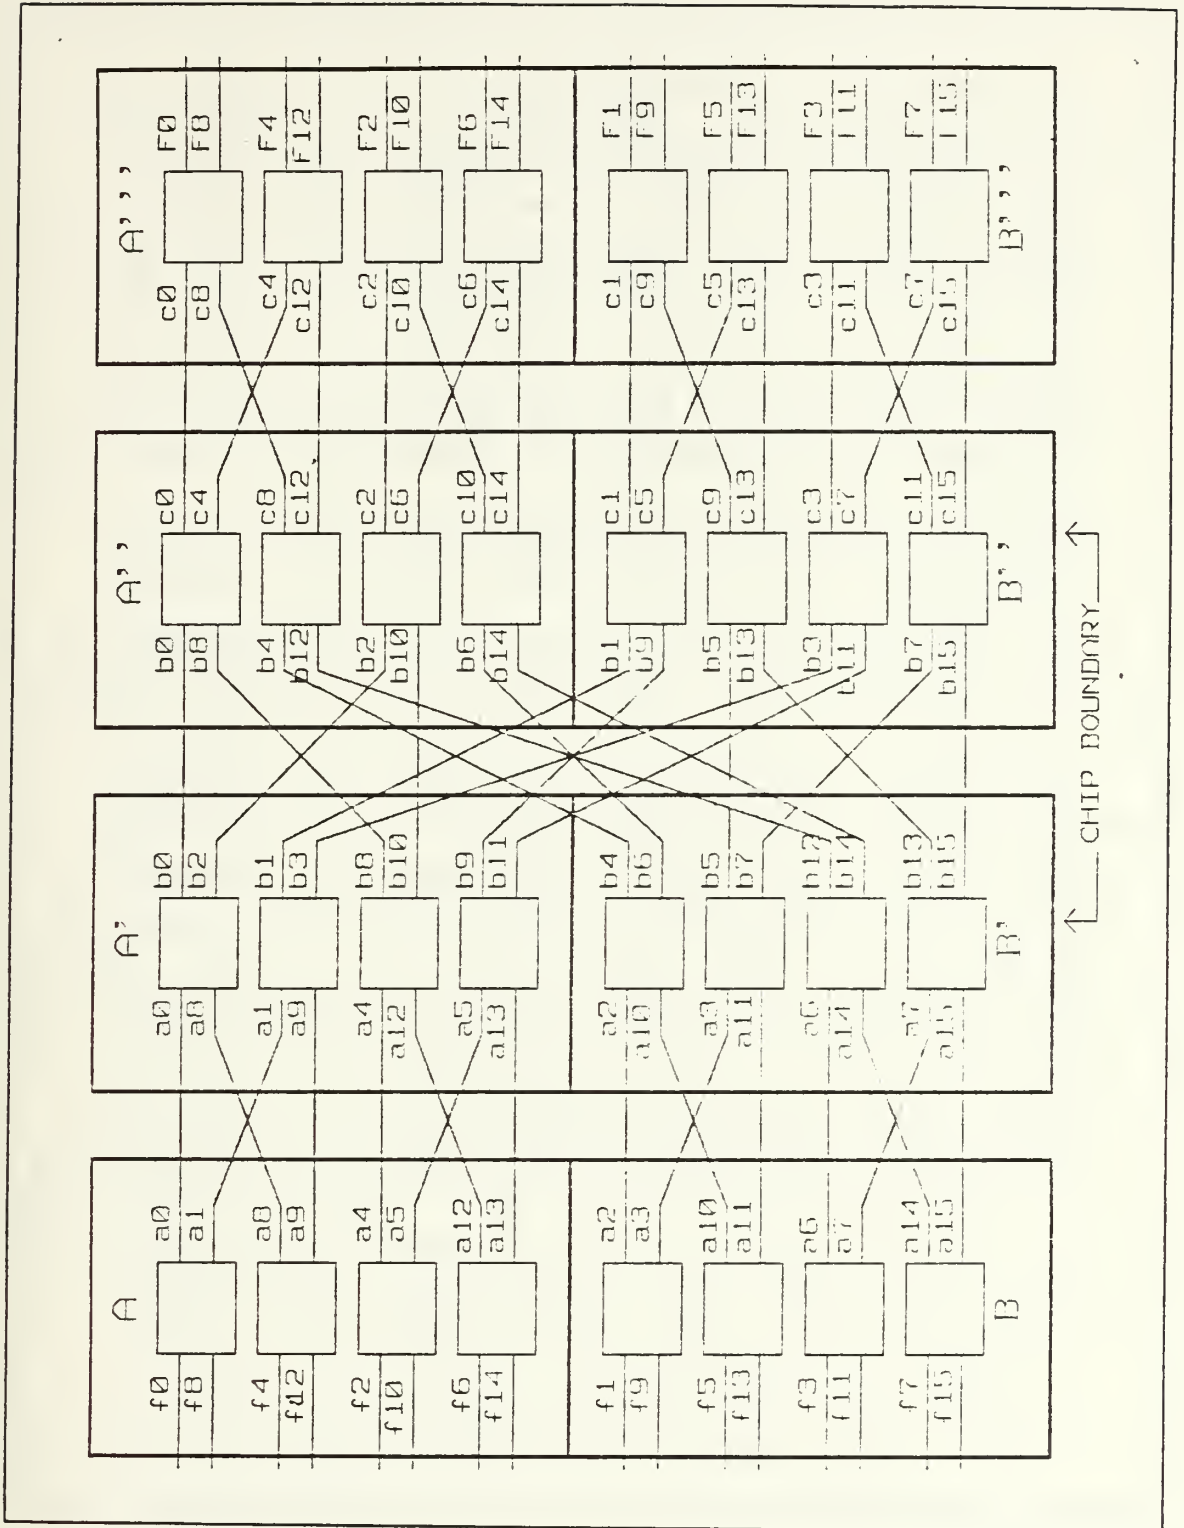 A A' A'' A'''
f0 a0 a0 b0 b0 c0 c0 F0
f8 a1 a8 b2 b8 c4 c8 F8
f4 a8 a1 b1 b4 c8 c4 F4
f12 a9 a9 b3 b12 c12 c12 F12
f2 a4 a4 b8 b2 c2 c2 F2
f10 a5 a12 b10 b10 c6 c10 F10
f6 a12 a5 b9 b6 c10 c6 F6
f14 a13 a13 b11 b14 c14 c14 F14
f1 a2 a2 b4 b1 c1 c1 F1
f9 a3 a10 b6 b9 c5 c9 F9
f5 a10 a3 b5 b5 c9 c5 F5
f13 a11 a11 b7 b13 c13 c13 F13
f3 a6 a6 b12 b3 c3 c3 F3
f11 a7 a14 b14 b11 c7 c11 F11
f7 a14 a7 b13 b7 c11 c7 F7
f15 a15 a15 b15 b15 c15 c15 F15
B B' B'' B'''
CHIP BOUNDRY